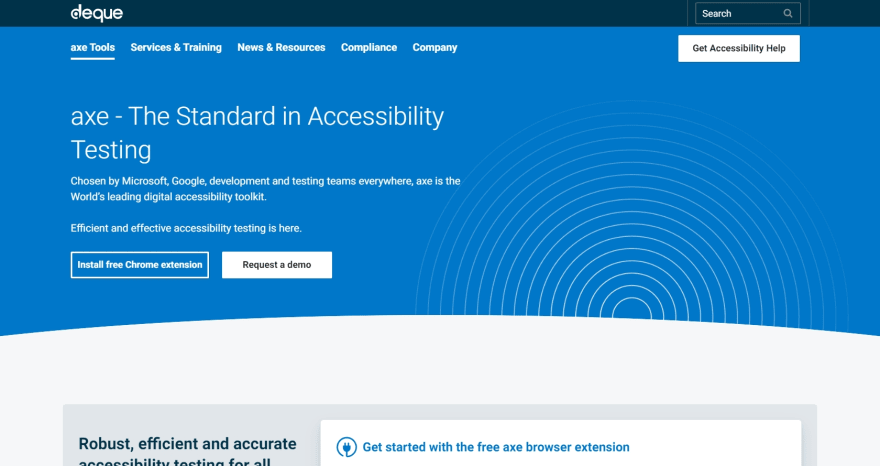 deque
Search
axe Tools Services & Training News & Resources Compliance Company
Get Accessibility Help
axe - The Standard in Accessibility
Testing
Chosen by Microsoft, Google, development and testing teams everywhere, axe is the
World's leading digital accessibility toolkit.
Efficient and effective accessibility testing is here.
Install free Chrome extension
Request a demo
Robust, efficient and accurate
accessibility testing for all
Get started with the free axe browser extension